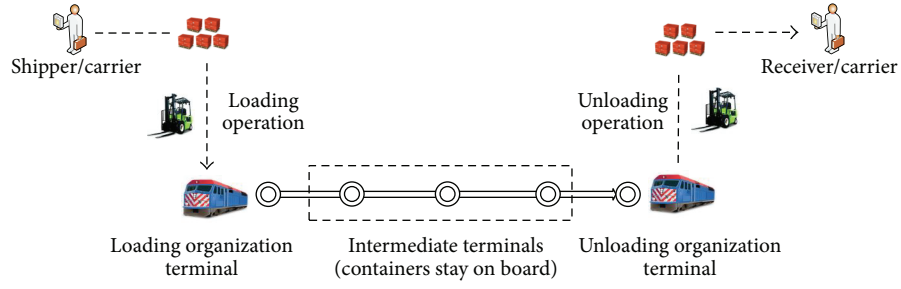 Shipper/carrier
Receiver/carrier
Loading
operation
Unloading
operation
Loading organization
terminal
Intermediate terminals
(containers stay on board)
Unloading organization
terminal